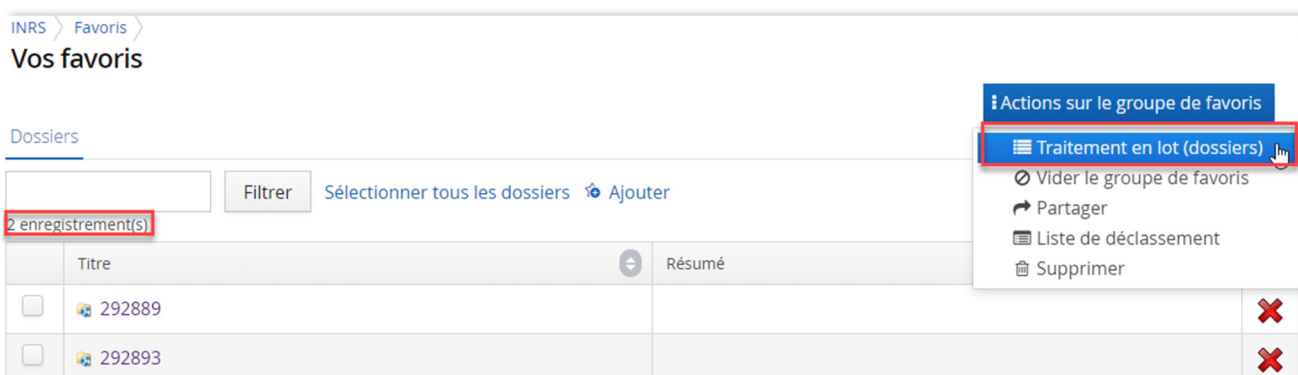 INRS Favoris
Vos favoris
Actions sur le groupe de favoris
Traitement en lot (dossiers)
Vider le groupe de favoris
Partager
Liste de déclassement
Supprimer
Dossiers
Filtrer Sélectionner tous les dossiers Ajouter
2 enregistrement(s)
Titre Résumé
292889
292893